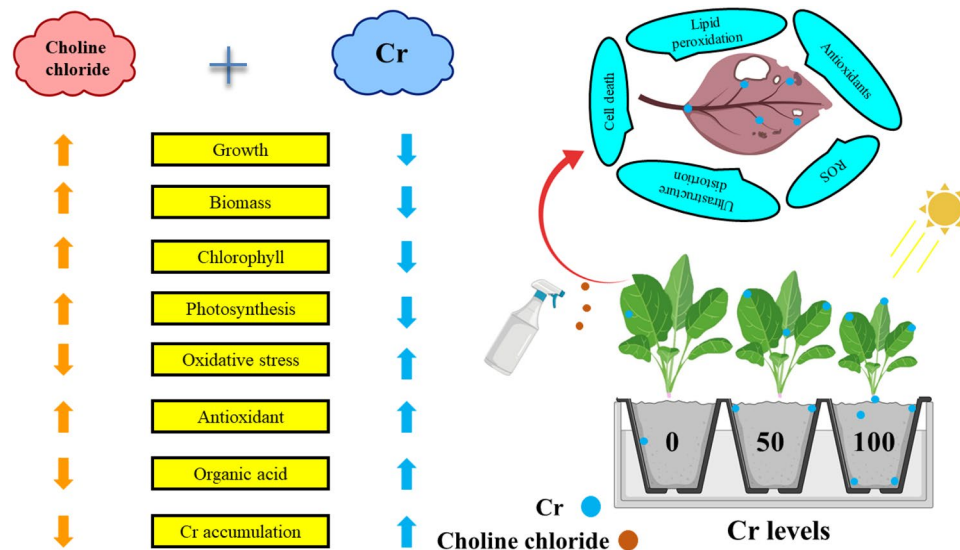 Choline
chloride
Cr
Growth
Biomass
Chlorophyll
Photosynthesis
Oxidative stress
Antioxidant
Organic acid
Cr accumulation
Lipid
peroxidation
Antioxidants
Cell death
ROS
Ultrastructure
distortion
0
50
100
Cr
Choline chloride
Cr levels